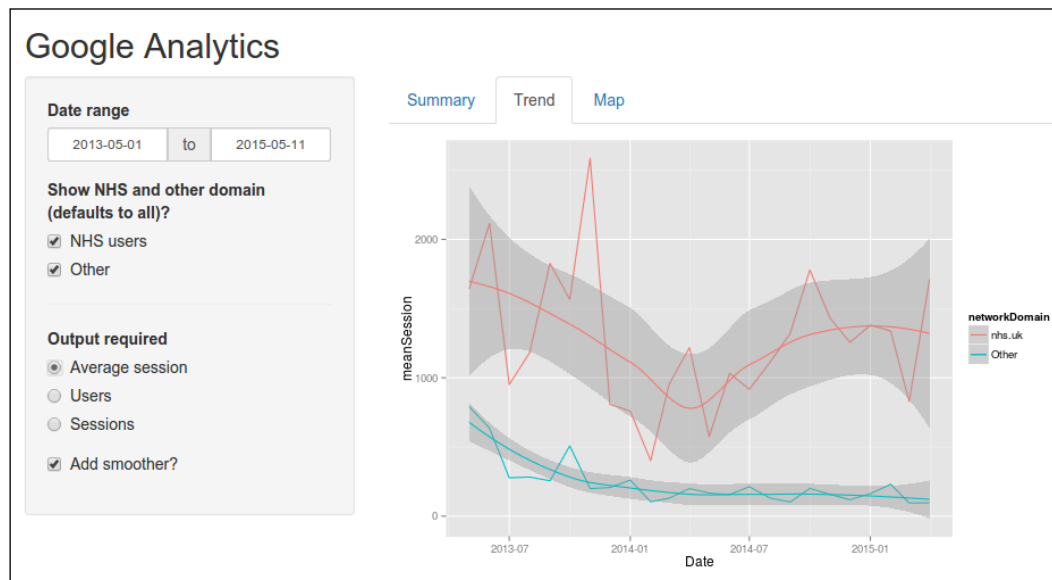 Google Analytics
Date range
2013-05-01 to 2015-05-11
Show NHS and other domain
(defaults to all)?
NHS users
Other
Output required
Average session
Users
Sessions
Add smoother?
Summary Trend Map
meanSession
2000
1000
0
2013-07 2014-01 2014-07 2015-01
Date
networkDomain
nhs.uk
Other